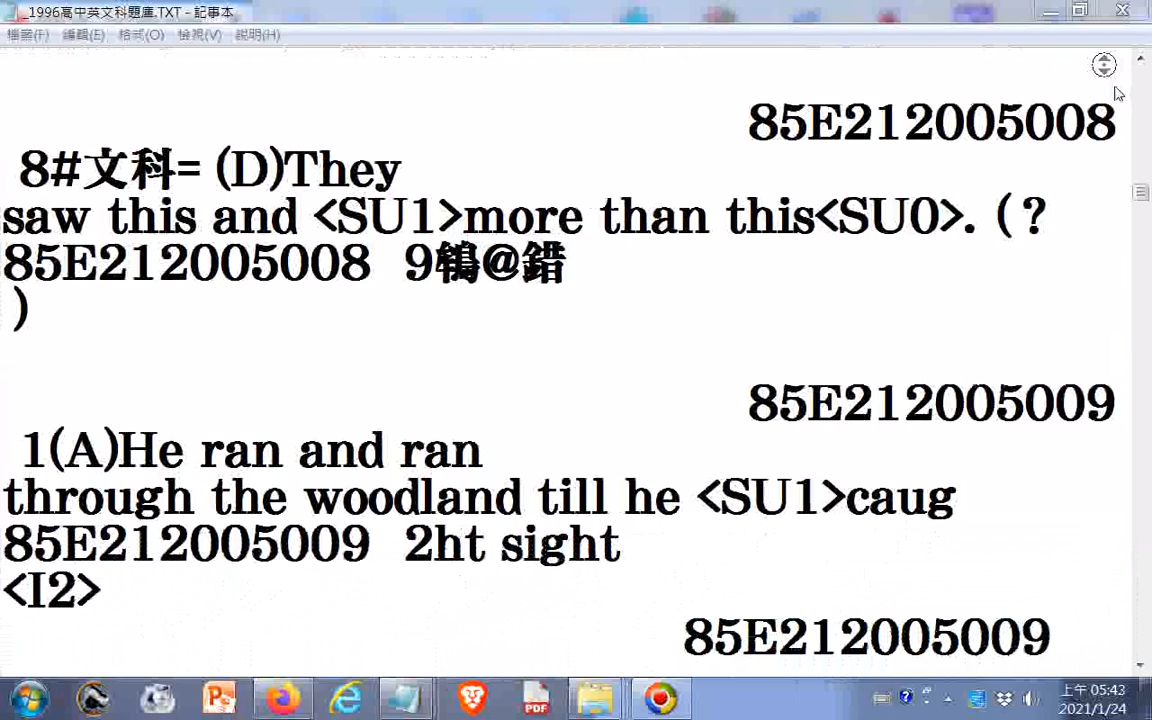 _1996高中英文科題庫.TXT - 記事本
檔案(F) 編輯(E) 格式(O) 檢視(V) 說明(H)
85E212005008
8#文科= (D)They
saw this and <SU1>more than this<SU0>. (？
85E212005008 9鵪@錯
)
85E212005009
1(A)He ran and ran
through the woodland till he <SU1>caug
85E212005009 2ht sight
<I2>
85E212005009
上午 05:43
2021/1/24
PDF